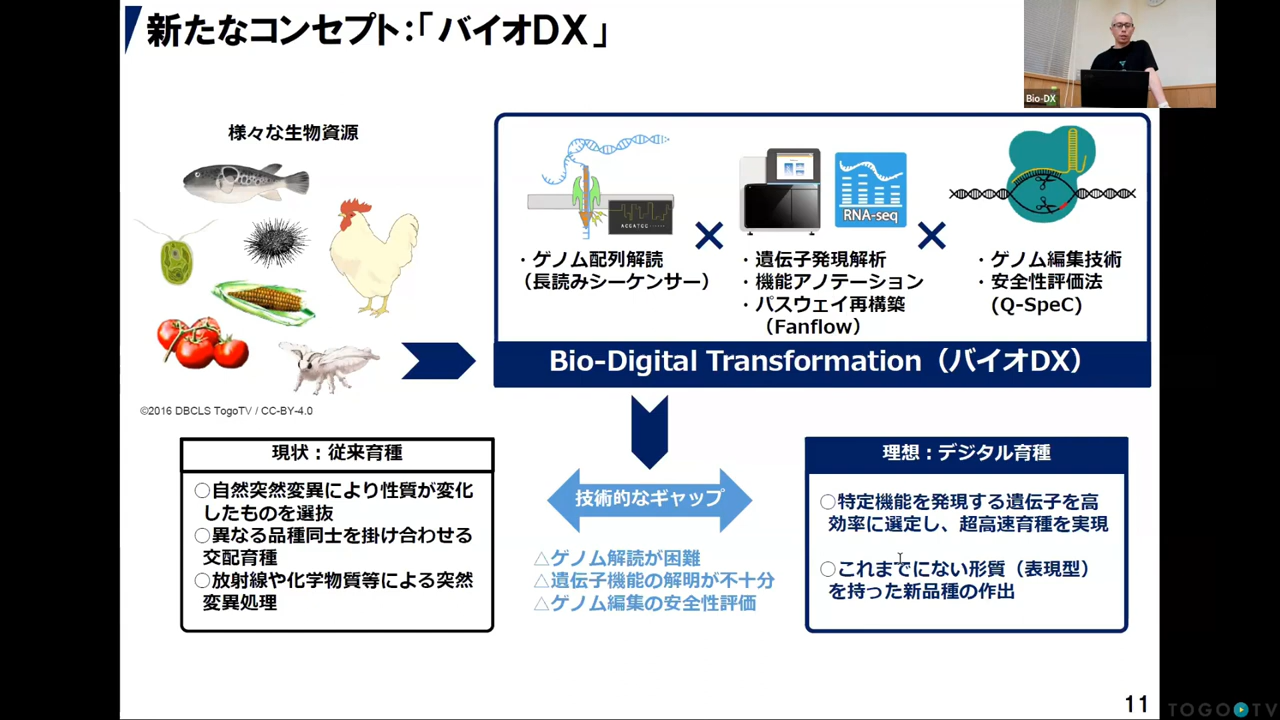 新たなコンセプト：「バイオDX」
Bio-DX
様々な生物資源
©2016 DBCLS TogoTV / CC-BY-4.0
ACCATCC
RNA-seq
・ゲノム配列解読
（長読みシーケンサー）
・遺伝子発現解析
・機能アノテーション
・パスウェイ再構築
（Fanflow）
・ゲノム編集技術
・安全性評価法
(Q-SpeC)
Bio-Digital Transformation（バイオDX）
現状：従来育種
○自然突然変異により性質が変化
したものを選抜
○異なる品種同士を掛け合わせる
交配育種
○放射線や化学物質等による突然
変異処理
技術的なギャップ
△ゲノム解読が困難
△遺伝子機能の解明が不十分
△ゲノム編集の安全性評価
理想：デジタル育種
○特定機能を発現する遺伝子を高
効率に選定し、超高速育種を実現
○これまでにない形質（表現型）
を持った新品種の作出
11
TOGOTV